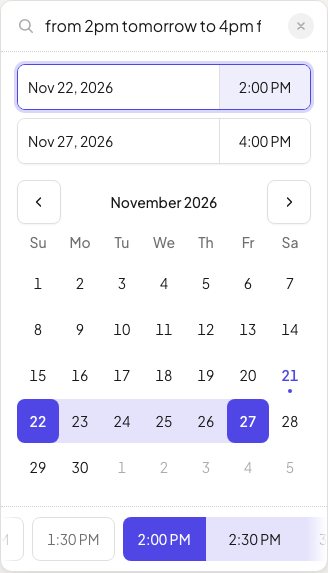 from 2pm tomorrow to 4pm f
Nov 22, 2026 2:00 PM
Nov 27, 2026 4:00 PM
November 2026
Su Mo Tu We Th Fr Sa
1 2 3 4 5 6 7
8 9 10 11 12 13 14
15 16 17 18 19 20 21
22 23 24 25 26 27 28
29 30 1 2 3 4 5
1:30 PM 2:00 PM 2:30 PM